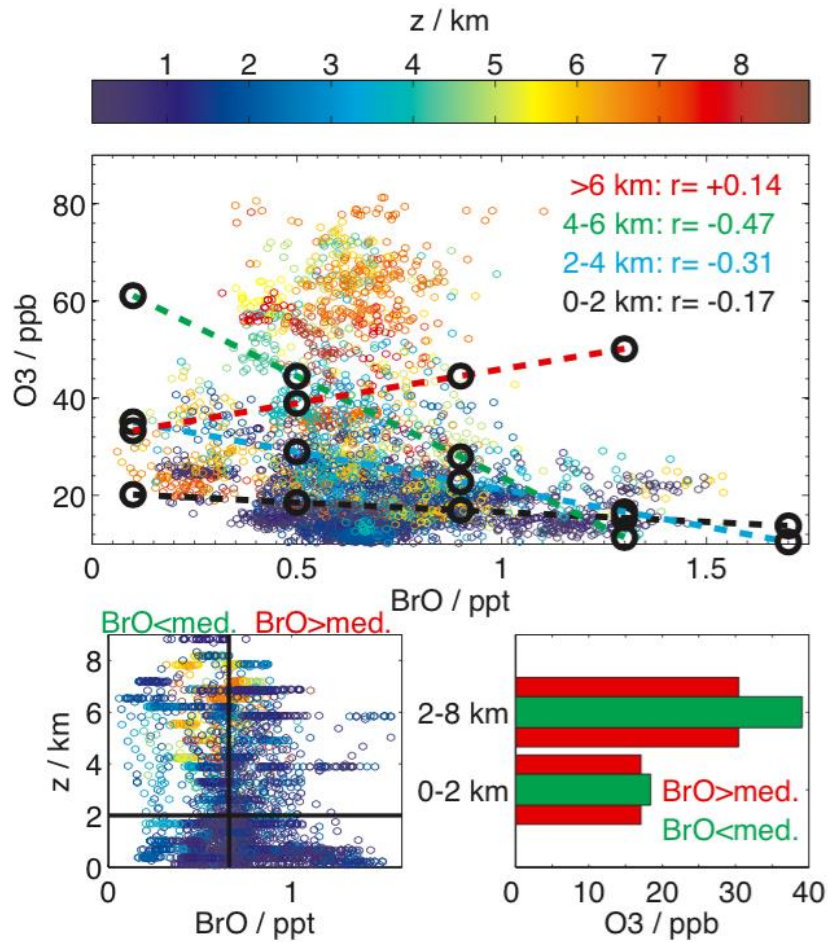 z / km
1 2 3 4 5 6 7 8
>6 km: r= +0.14
4-6 km: r= -0.47
2-4 km: r= -0.31
0-2 km: r= -0.17
80
60
40
20
O3 / ppb
0 0.5 1 1.5
BrO / ppt
BrO<med. BrO>med.
8
6
4
2
0
z / km
0 1
BrO / ppt
2-8 km
0-2 km
BrO>med.
BrO<med.
0 10 20 30 40
O3 / ppb